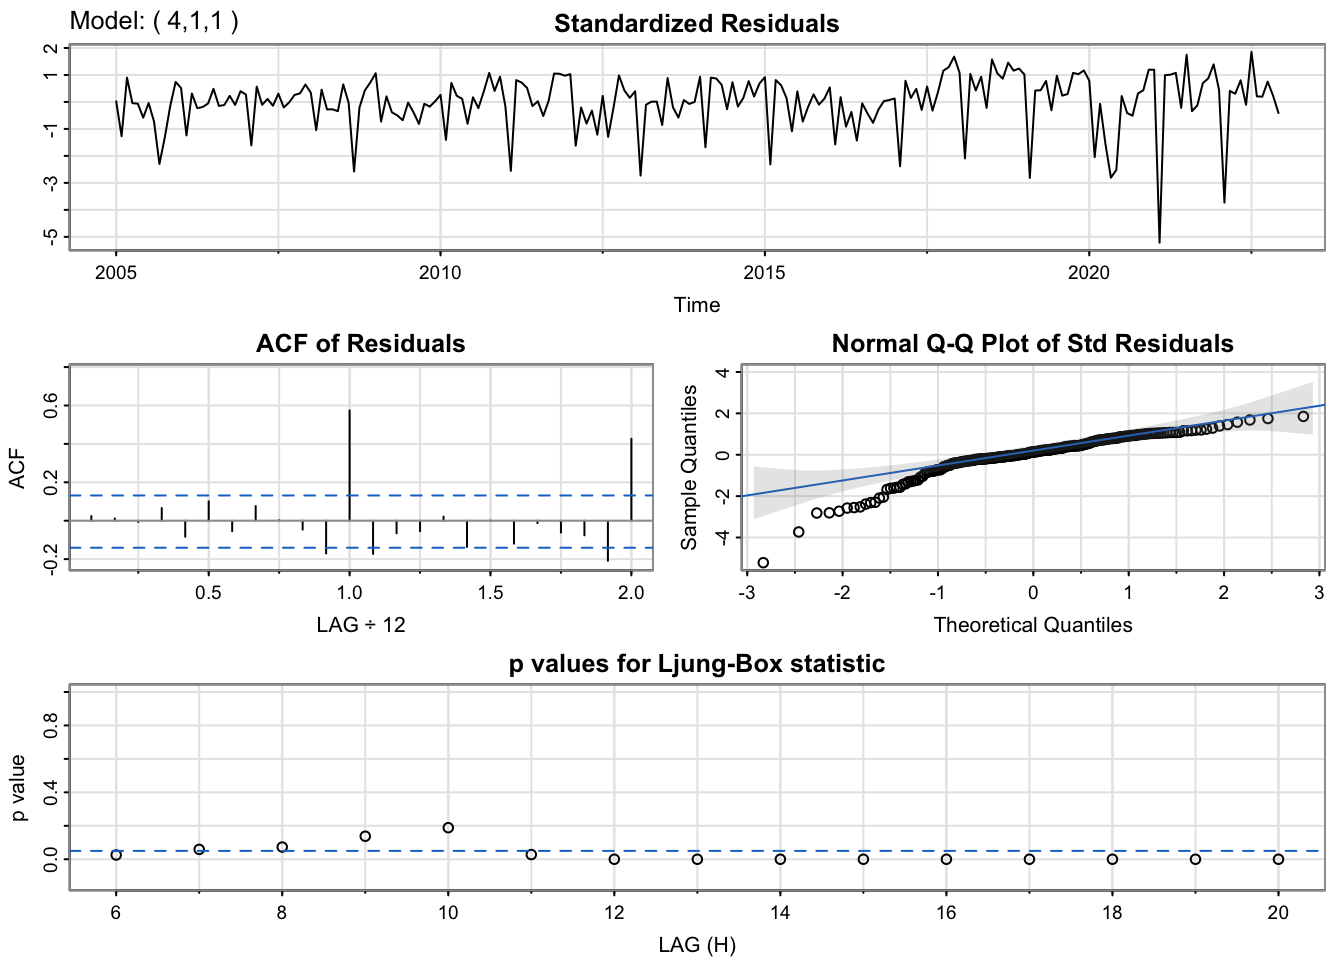 Model: ( 4,1,1 )
Standardized Residuals
2
1
-1
-3
-5
2005 2010 2015 2020
Time
ACF of Residuals
ACF
0.6
0.2
-0.2
0.5 1.0 1.5 2.0
LAG ÷ 12
Normal Q-Q Plot of Std Residuals
Sample Quantiles
4
2
0
-2
-4
-3 -2 -1 0 1 2 3
Theoretical Quantiles
p values for Ljung-Box statistic
p value
0.8
0.4
0.0
6 8 10 12 14 16 18 20
LAG (H)